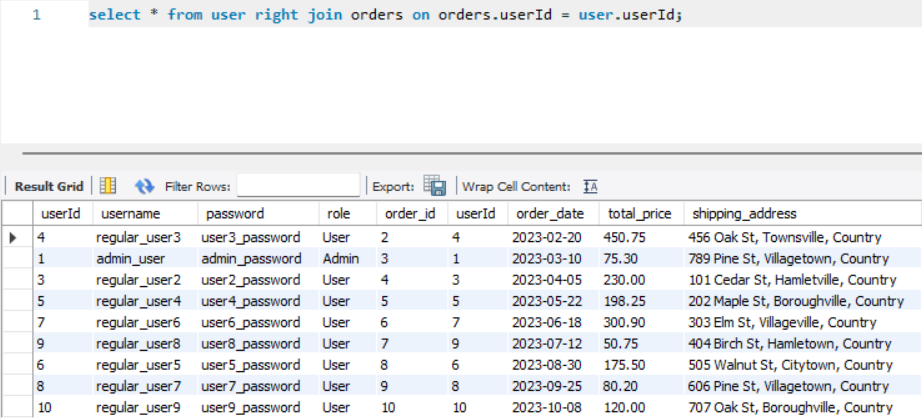 1 select * from user right join orders on orders.userId = user.userId;
Result Grid Filter Rows: Export: Wrap Cell Content: IA
userId username password role order_id userId order_date total_price shipping_address
4 regular_user3 user3_password User 2 4 2023-02-20 450.75 456 Oak St, Townsville, Country
1 admin_user admin_password Admin 3 1 2023-03-10 75.30 789 Pine St, Villagetown, Country
3 regular_user2 user2_password User 4 3 2023-04-05 230.00 101 Cedar St, Hamletville, Country
5 regular_user4 user4_password User 5 5 2023-05-22 198.25 202 Maple St, Boroughville, Country
7 regular_user6 user6_password User 6 7 2023-06-18 300.90 303 Elm St, Villageville, Country
9 regular_user8 user8_password User 7 9 2023-07-12 50.75 404 Birch St, Hamletown, Country
6 regular_user5 user5_password User 8 6 2023-08-30 175.50 505 Walnut St, Citytown, Country
8 regular_user7 user7_password User 9 8 2023-09-25 80.20 606 Pine St, Villagetown, Country
10 regular_user9 user9_password User 10 10 2023-10-08 120.00 707 Oak St, Boroughville, Country